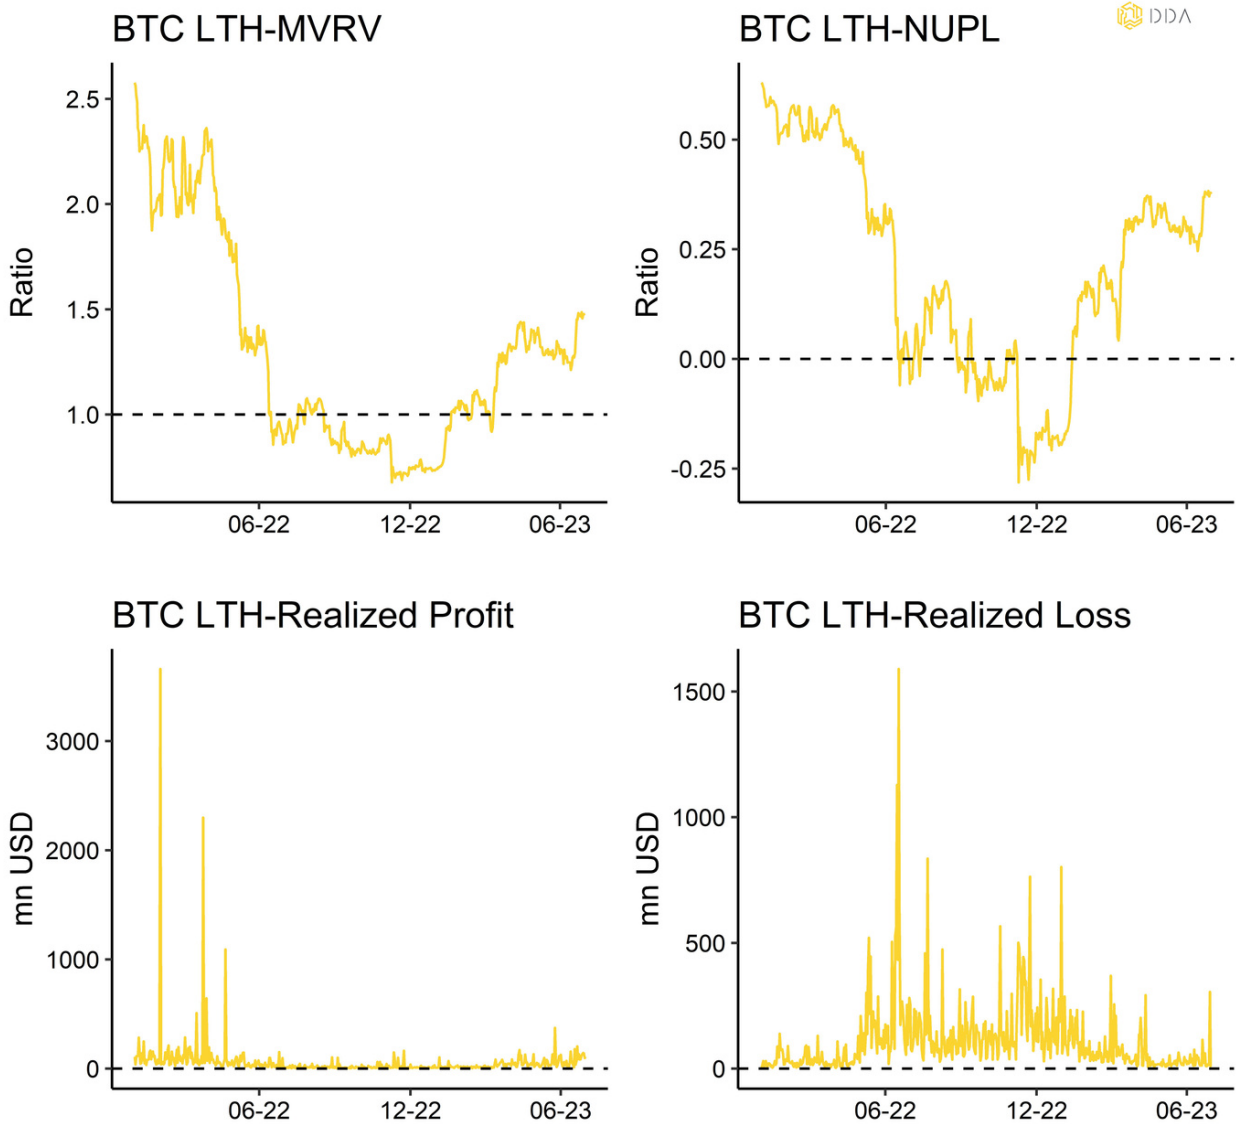 BTC LTH-MVRV
Ratio
2.5
2.0
1.5
1.0
06-22 12-22 06-23
BTC LTH-NUPL
DDA
Ratio
0.50
0.25
0.00
-0.25
06-22 12-22 06-23
BTC LTH-Realized Profit
mn USD
3000
2000
1000
0
06-22 12-22 06-23
BTC LTH-Realized Loss
mn USD
1500
1000
500
0
06-22 12-22 06-23